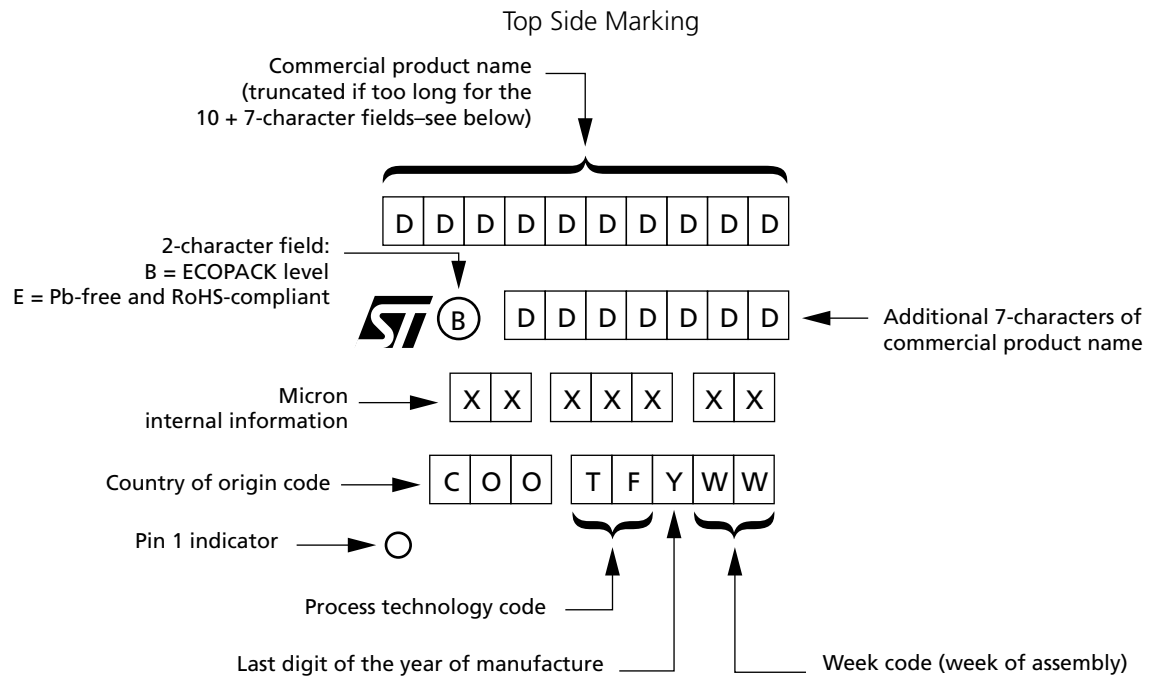 Top Side Marking
Commercial product name
(truncated if too long for the
10 + 7-character fields–see below)
D D D D D D D D D D
2-character field:
B = ECOPACK level
E = Pb-free and RoHS-compliant
ST B D D D D D D D
Additional 7-characters of
commercial product name
Micron
internal information
X X X X X X X
Country of origin code
C O O T F Y W W
Pin 1 indicator
Process technology code
Last digit of the year of manufacture
Week code (week of assembly)